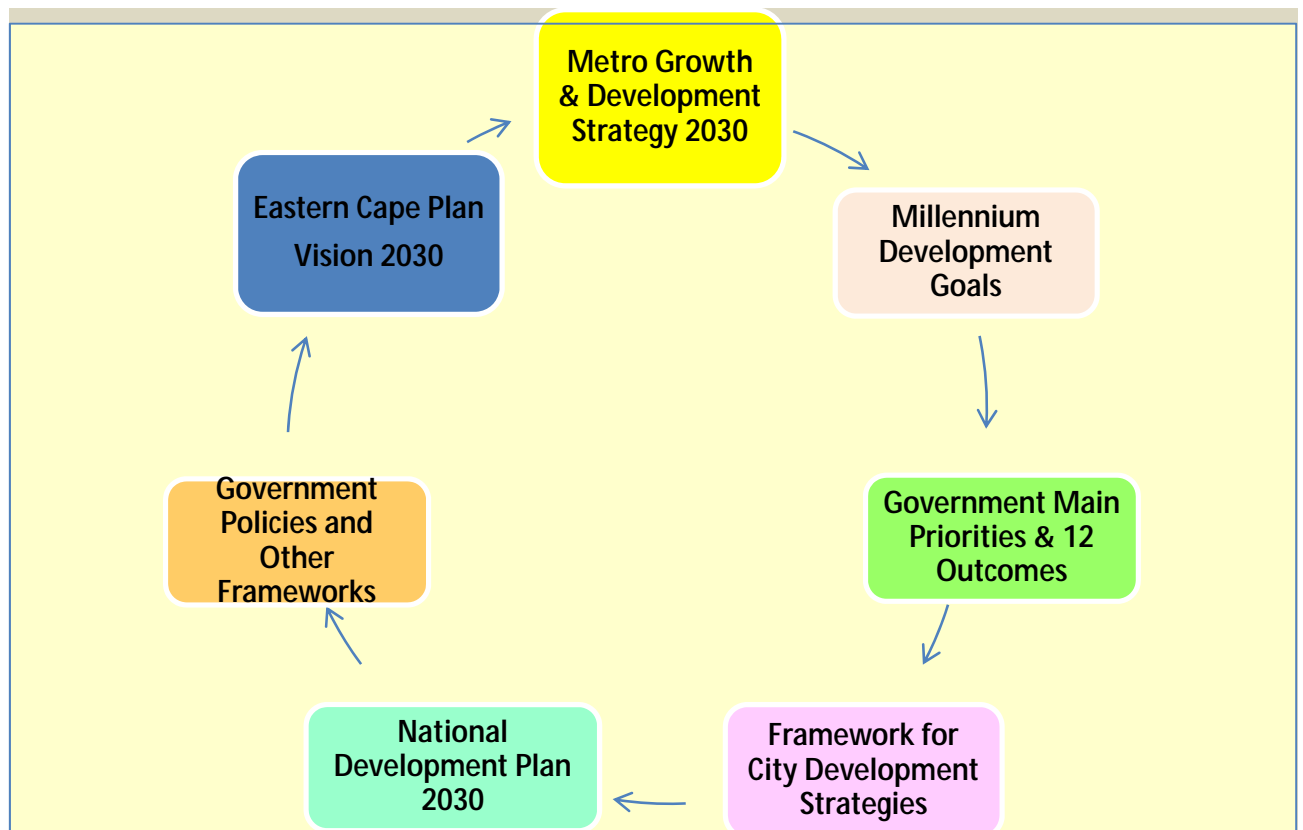 Metro Growth
& Development
Strategy 2030
Millennium
Development
Goals
Government Main
Priorities & 12
Outcomes
Framework for
City Development
Strategies
National
Development Plan
2030
Government
Policies and
Other
Frameworks
Eastern Cape Plan
Vision 2030